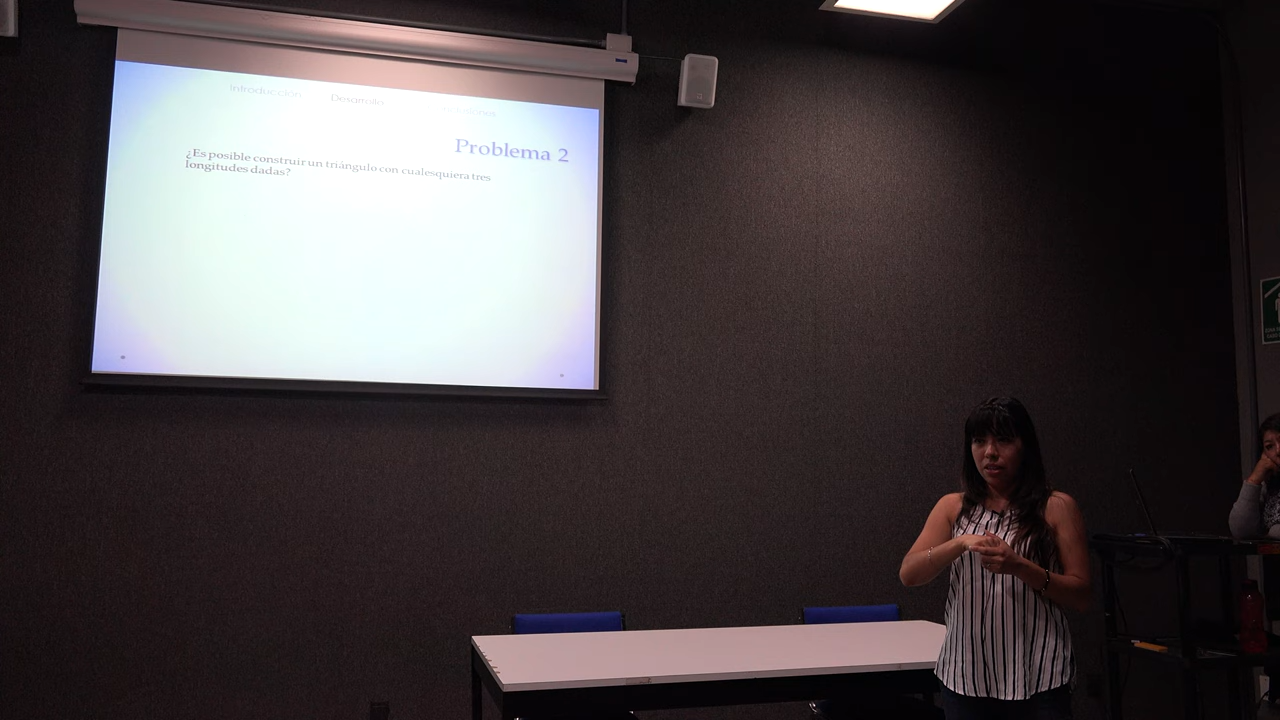 Introducción Desarrollo
Problema 2
¿Es posible construir un triángulo con cualesquiera tres
longitudes dadas?